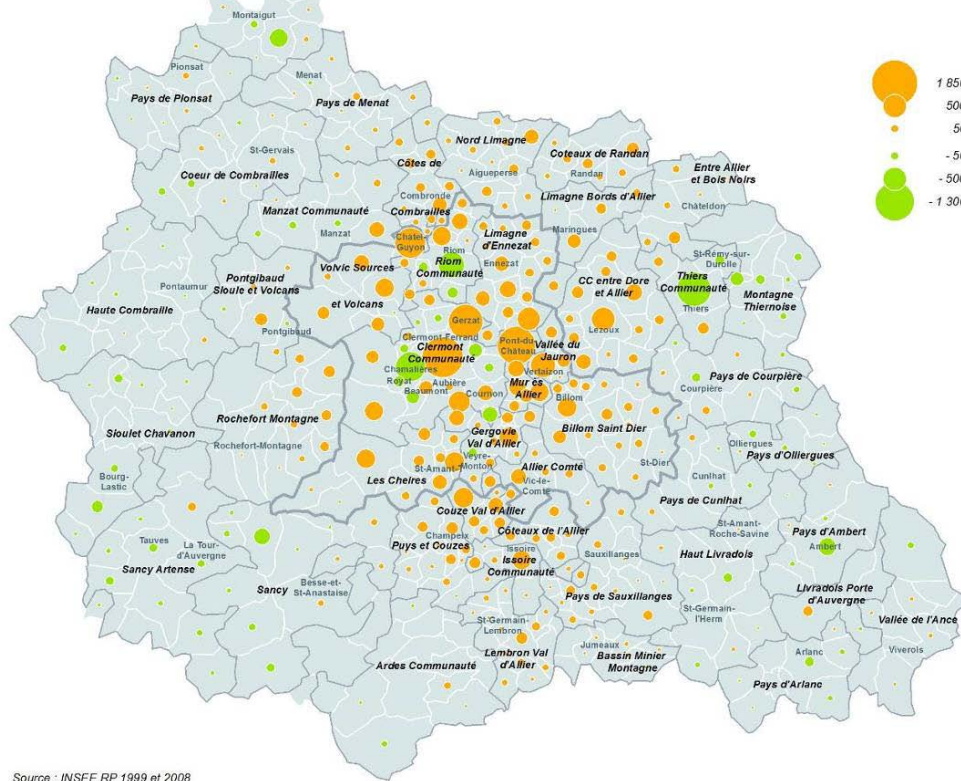 Montaigut
Pionsat
Menat
Pays de Pionsat
Pays de Menat
1 850
500
50
- 50
- 500
- 1 300
Nord Limagne
St-Gervais
Côtes de
Coteaux de Randan
Coeur de Combrailles
Aigueperse
Randan
Entre Allier
et Bois Noirs
Combronde
Limagne Bords d'Allier
Châteldon
Manzat Communauté
Combrailles
Manzat
Châtel-
Guyon
Limagne
d'Ennezat
Maringues
Riom
Riom
Communauté
Ennezat
St-Rémy-sur-
Durolle
Volvic Sources
Pontgibaud
Sioule et Volcans
CC entre Dore
et Allier
Thiers
Communauté
Pontaumur
Haute Combraille
et Volcans
Montagne
Thiernoise
Thiers
Pontgibaud
Gerzat
Lezoux
Clermont-Ferrand
Clermont
Communauté
Pont-du-
Château
Vallée du
Jauron
Chamalières
Vertaizon
Royat
Aubière
Beaumont
Mur ès
Allier
Pays de Courpière
Courpière
Cournon
Billom
Rochefort Montagne
Sioulet Chavanon
Gergovie
Val d'Allier
Billom Saint Dier
Olliergues
Pays d'Olliergues
Rochefort-Montagne
Veyre-
Monton
St-Dier
St-Amant-
Allier Comté
Les Cheires
Vic-le-
Comté
Cunlhat
Bourg-
Lastic
Pays de Cunlhat
Couze Val d'Allier
Champeix
Côteaux de l'Allier
St-Amant-
Roche-Savine
Pays d'Ambert
Tauves
La Tour-
d'Auvergne
Puys et Couzes
Issoire
Issoire
Communauté
Sauxillanges
Haut Livradois
Ambert
Sancy Artense
Besse-et-
St-Anastaise
Sancy
Pays de Sauxillanges
Livradois Porte
d'Auvergne
St-Germain-
l'Herm
Vallée de l'Ance
St-Germain-
Lembron
Jumeaux
Viverols
Lembron Val
d'Allier
Bassin Minier
Montagne
Arlanc
Ardes Communauté
Pays d'Arlanc
Source : INSEE RP 1999 et 2008